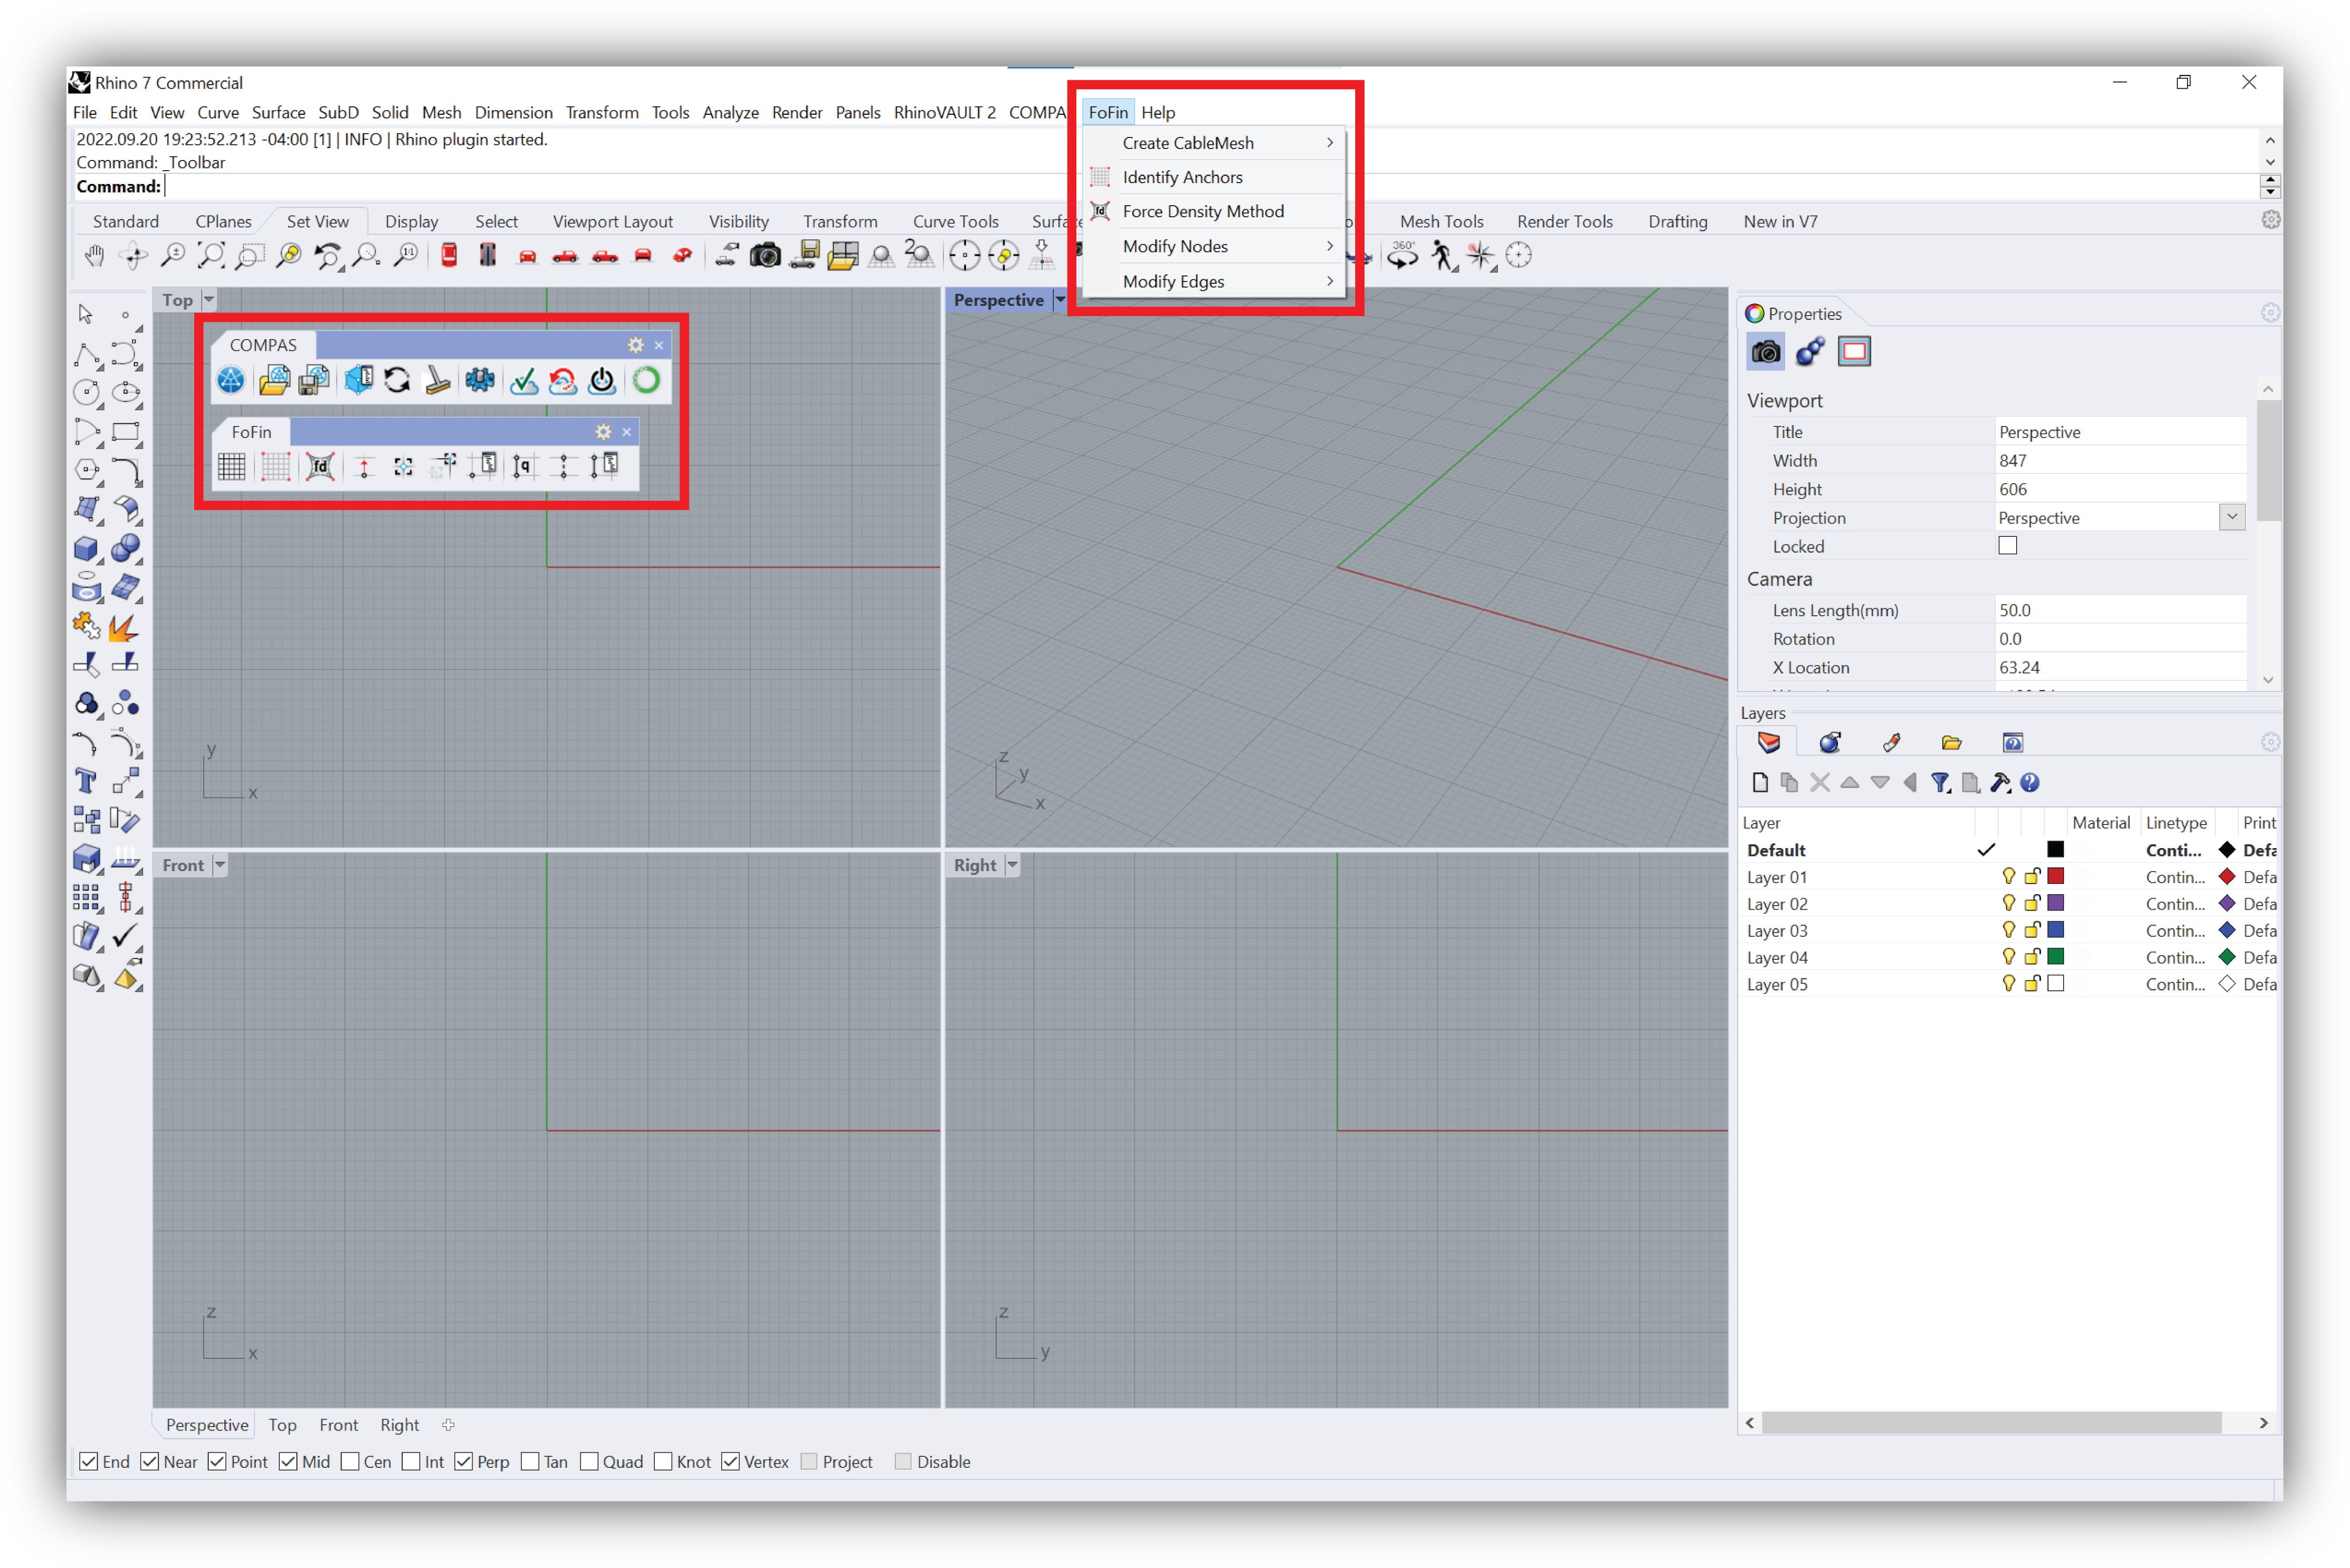 Rhino 7 Commercial
File Edit View Curve Surface SubD Solid Mesh Dimension Transform Tools Analyze Render Panels RhinoVAULT 2 COMPA FoFin Help
2022.09.20 19:23:52.213 -04:00 [1] | INFO | Rhino plugin started.
Command: _Toolbar
Command:
Create CableMesh
Identify Anchors
fd Force Density Method
Modify Nodes
Modify Edges
Standard CPlanes Set View Display Select Viewport Layout Visibility Transform Curve Tools Surfa Mesh Tools Render Tools Drafting New in V7
1:1 2 360°
Top
Perspective
COMPAS
FoFin
fd q
y
x
z
y
x
Front
Right
z
x
z
y
Properties
Viewport
Title Perspective
Width 847
Height 606
Projection Perspective
Locked
Camera
Lens Length(mm) 50.0
Rotation 0.0
X Location 63.24
Layers
Layer Material Linetype Print
Default Conti... Defa
Layer 01 Contin... Defa
Layer 02 Contin... Defa
Layer 03 Contin... Defa
Layer 04 Contin... Defa
Layer 05 Contin... Defa
Perspective Top Front Right
End Near Point Mid Cen Int Perp Tan Quad Knot Vertex Project Disable